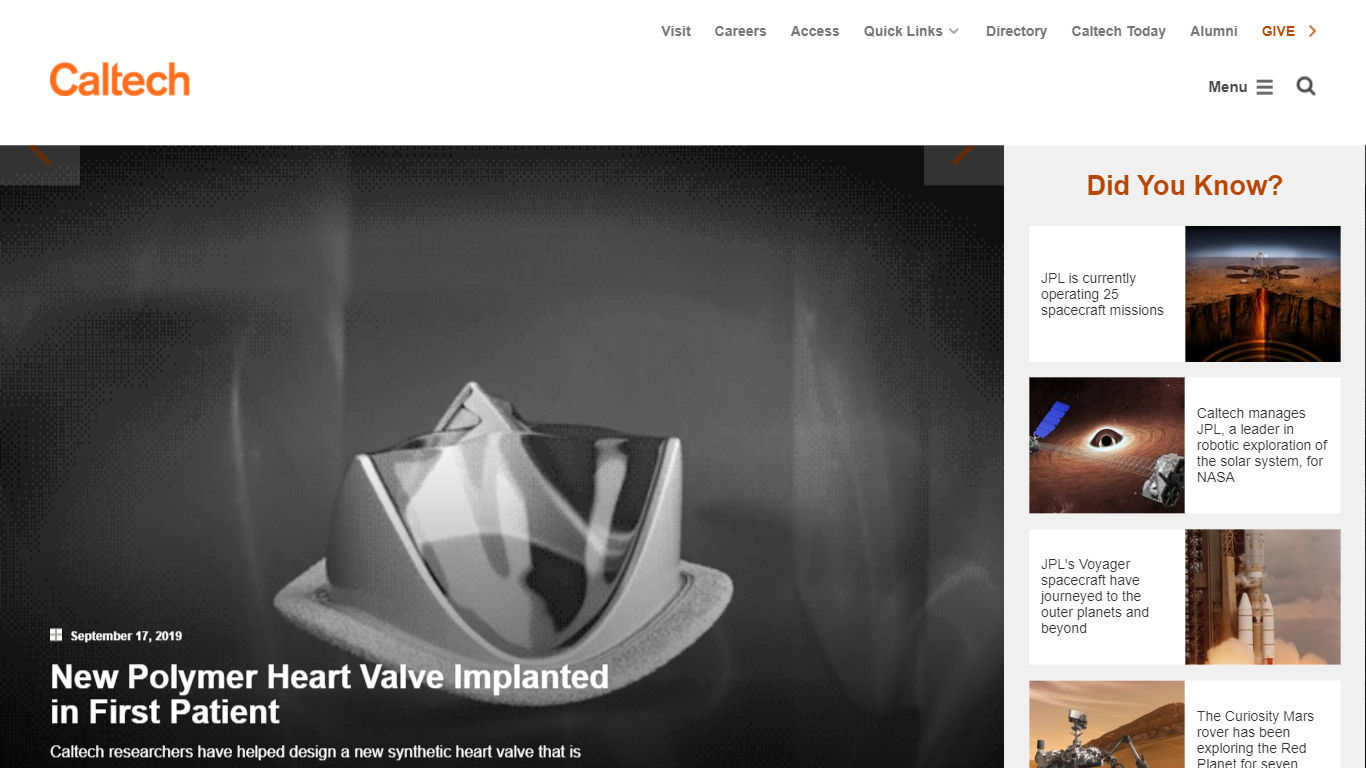 Visit Careers Access Quick Links Directory Caltech Today Alumni GIVE
Caltech
Menu
September 17, 2019
New Polymer Heart Valve Implanted
in First Patient
Caltech researchers have helped design a new synthetic heart valve that is
Did You Know?
JPL is currently
operating 25
spacecraft missions
Caltech manages
JPL, a leader in
robotic exploration of
the solar system, for
NASA
JPL's Voyager
spacecraft have
journeyed to the
outer planets and
beyond
The Curiosity Mars
rover has been
exploring the Red
Planet for seven